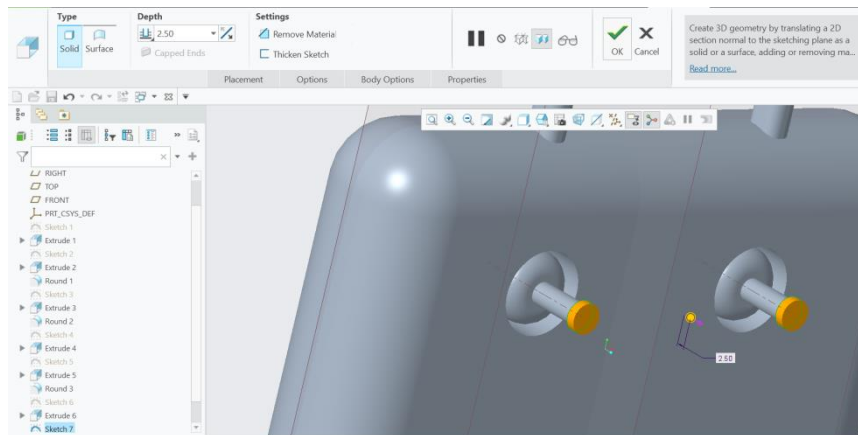 Type
Depth
Settings
Solid
Surface
2.50
Capped Ends
Remove Material
Thicken Sketch
OK
Cancel
Create 3D geometry by translating a 2D
section normal to the sketching plane as a
solid or a surface, adding or removing ma...
Read more...
Placement
Options
Body Options
Properties
RIGHT
TOP
FRONT
PRT_CSYS_DEF
Sketch 1
Extrude 1
Sketch 2
Extrude 2
Round 1
Sketch 3
Extrude 3
Round 2
Sketch 4
Extrude 4
Sketch 5
Extrude 5
Round 3
Sketch 6
Extrude 6
Sketch 7
2.50